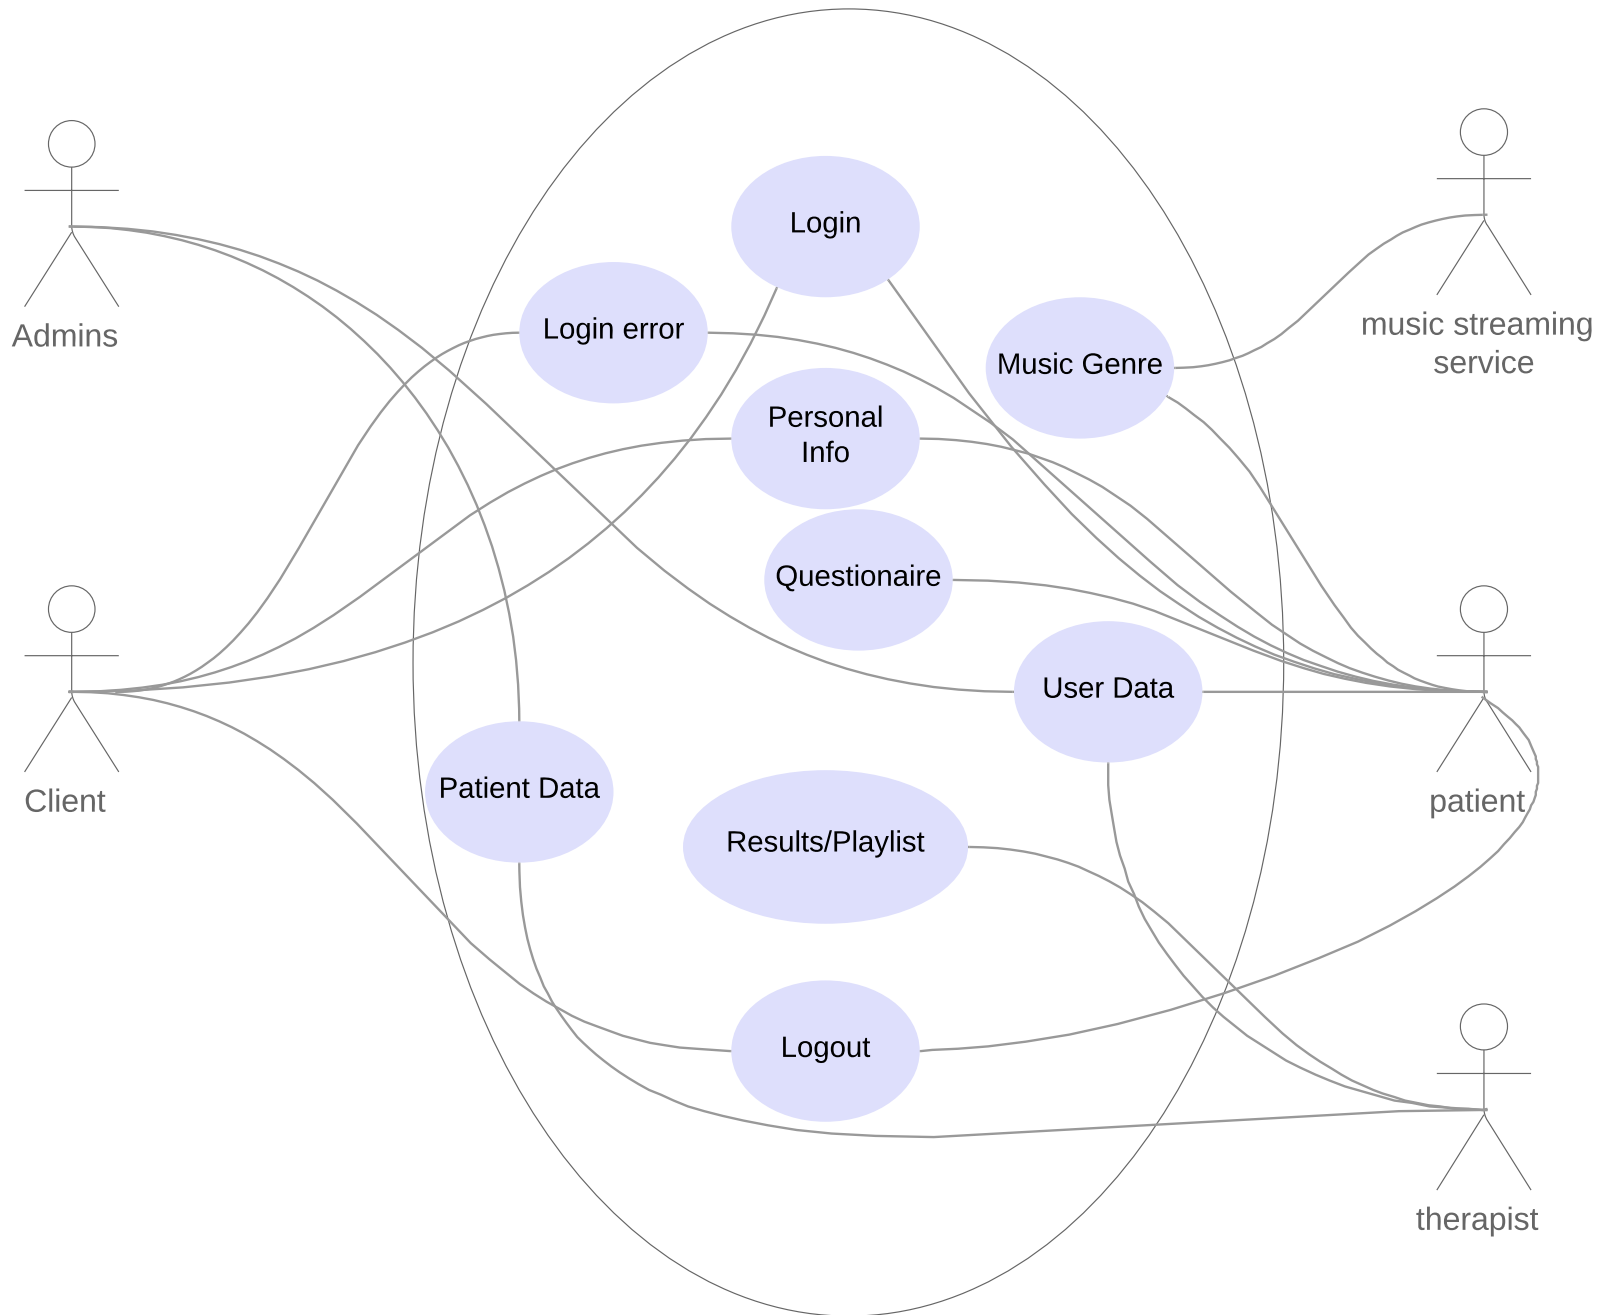 Login
Login error
Admins
music streaming
service
Music Genre
Personal
Info
Questionaire
User Data
Client
patient
Patient Data
Results/Playlist
Logout
therapist